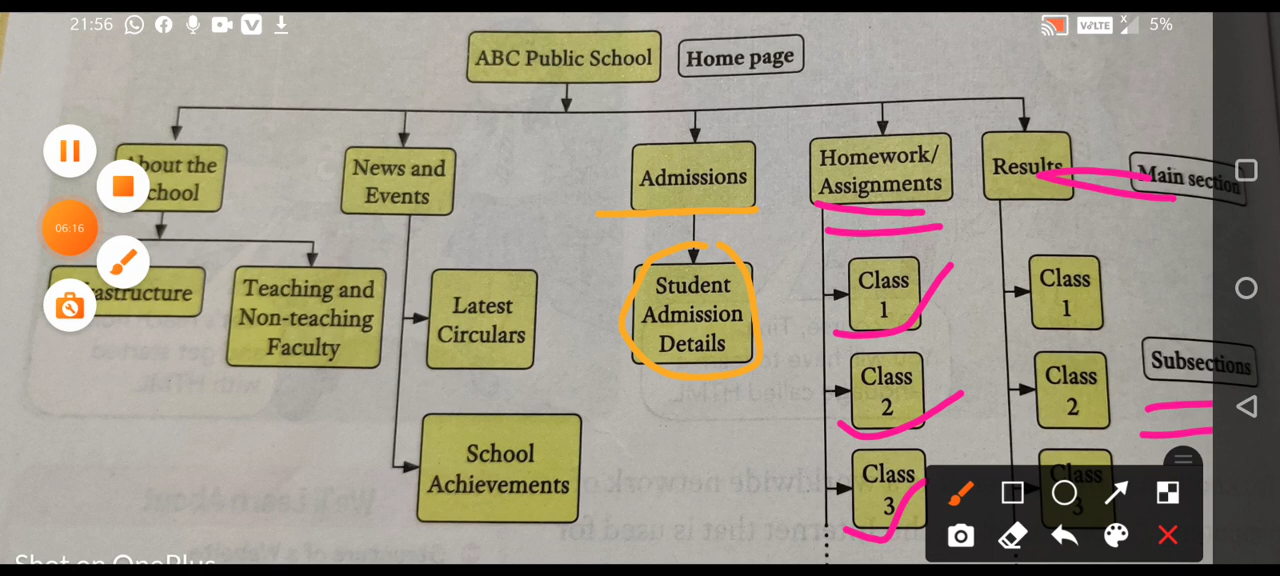 21:56
VoLTE
X
5%
ABC Public School
Home page
About the
chool
News and
Events
Admissions
Homework/
Assignments
Results
Main section
06:16
astructure
Teaching and
Non-teaching
Faculty
Latest
Circulars
Student
Admission
Details
Class
1
Class
1
Class
2
Class
2
Subsections
School
Achievements
Class
3
Class
3
Shot on OnePlus